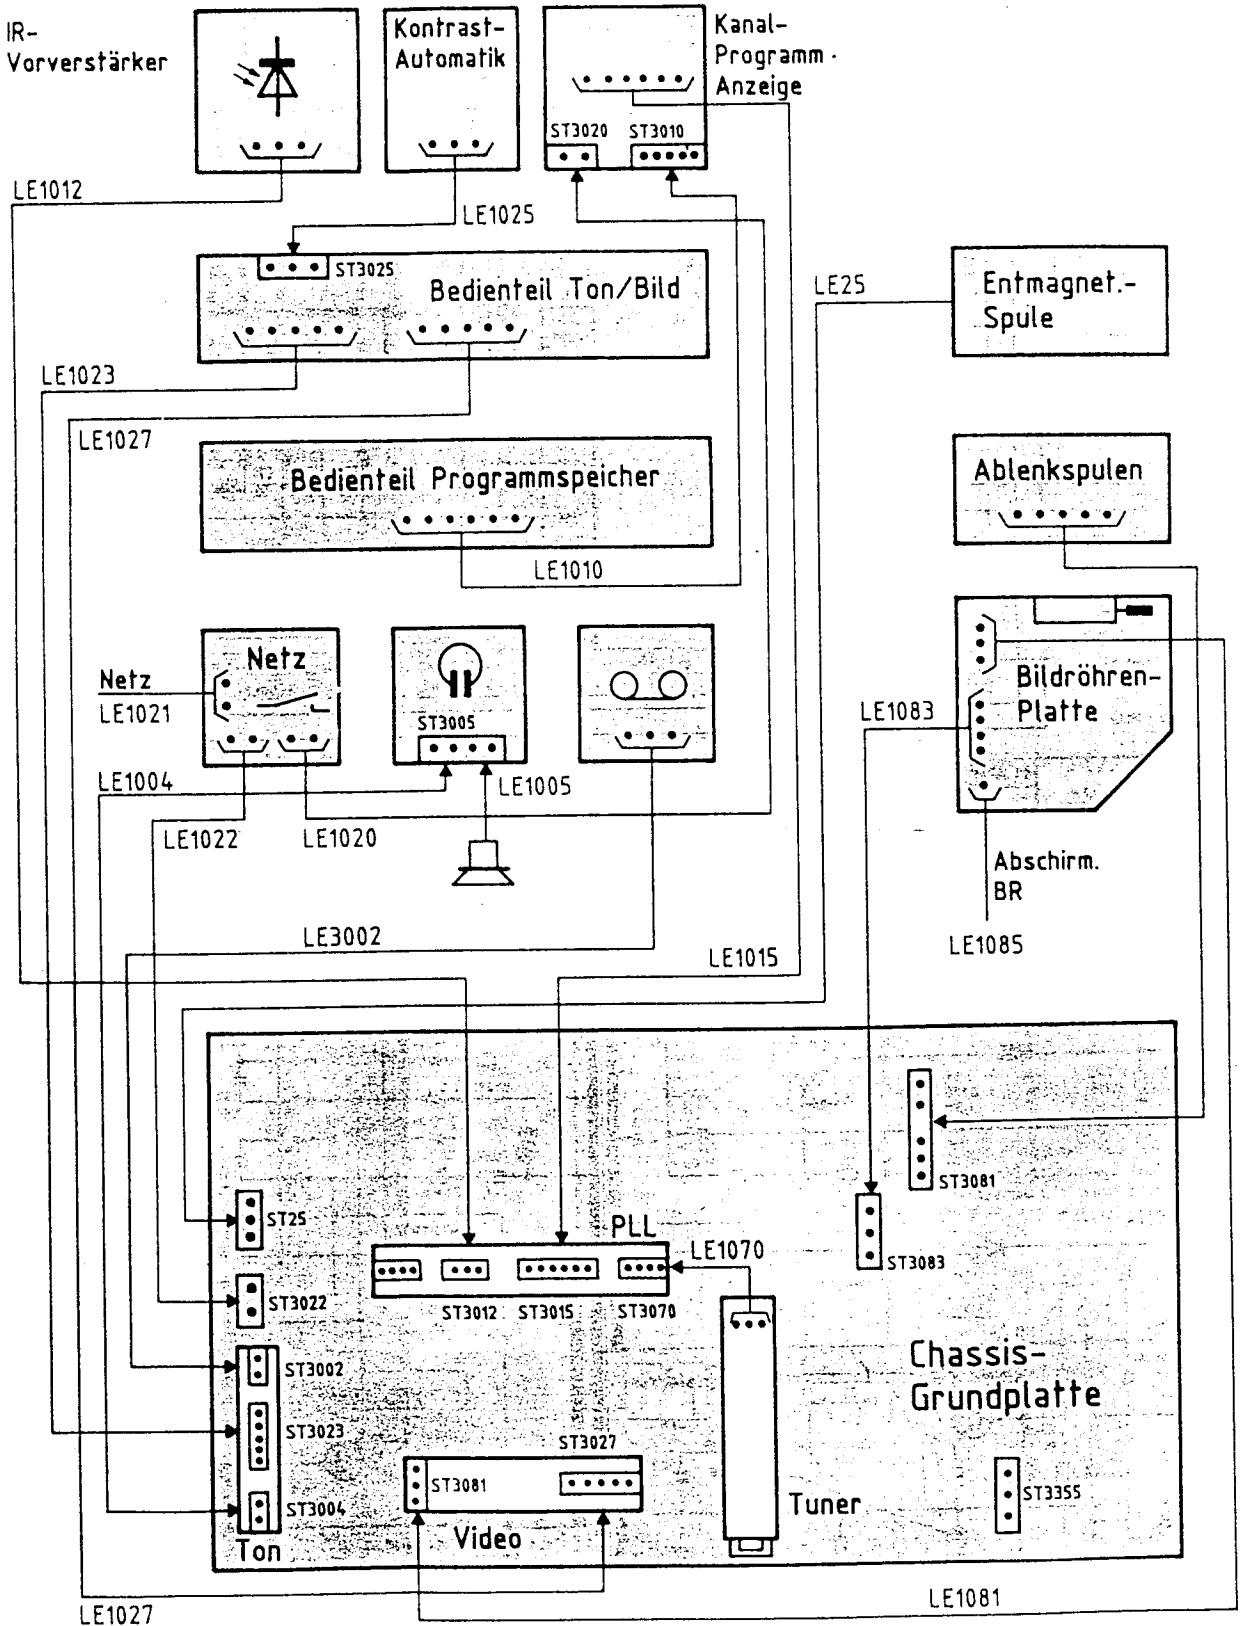 IR-
Vorverstärker
Kontrast-
Automatik
Kanal-
Programm.
Anzeige
ST3020
ST3010
LE1012
LE1025
ST3025
Bedienteil Ton/Bild
LE25
Entmagnet.-
Spule
LE1023
LE1027
Bedienteil Programmspeicher
Ablenkspulen
LE1010
Netz
Netz
LE1021
ST3005
LE1083
Bildröhren-
Platte
LE1004
LE1005
LE1022
LE1020
Abschirm.
BR
LE3002
LE1015
LE1085
ST3081
ST25
PLL
LE1070
ST3083
ST3022
ST3012
ST3015
ST3070
ST3002
Chassis-
Grundplatte
ST3023
ST3027
ST3081
ST3355
ST3004
Tuner
Ton
Video
LE1027
LE1081